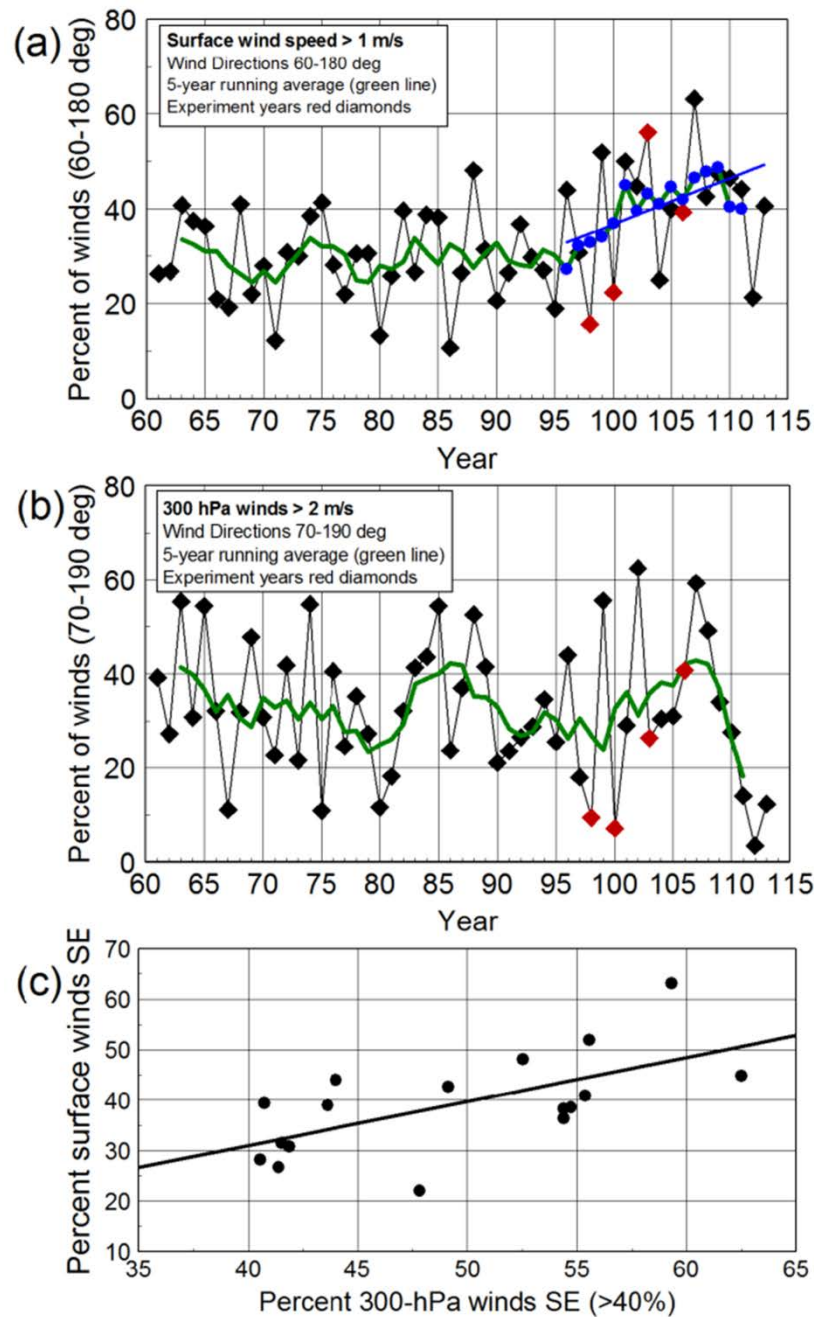 (a)
Percent of winds (60-180 deg)
80
60
40
20
0
Surface wind speed > 1 m/s
Wind Directions 60-180 deg
5-year running average (green line)
Experiment years red diamonds
60 65 70 75 80 85 90 95 100 105 110 115
Year
(b)
Percent of winds (70-190 deg)
80
60
40
20
0
300 hPa winds > 2 m/s
Wind Directions 70-190 deg
5-year running average (green line)
Experiment years red diamonds
60 65 70 75 80 85 90 95 100 105 110 115
Year
(c)
Percent surface winds SE
70
60
50
40
30
20
10
35 40 45 50 55 60 65
Percent 300-hPa winds SE (>40%)